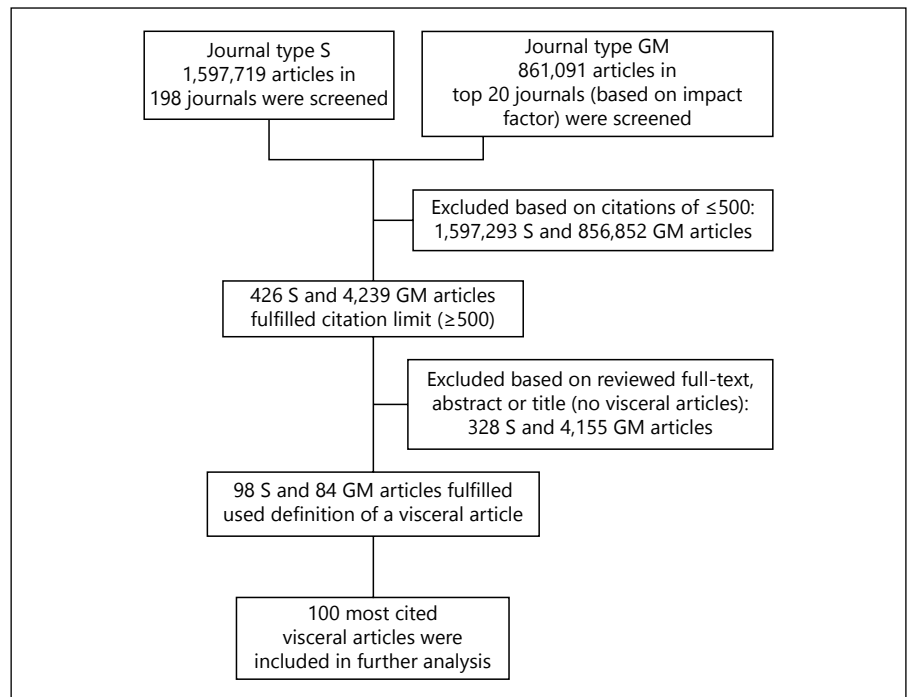 Journal type S
1,597,719 articles in
198 journals were screened
Journal type GM
861,091 articles in
top 20 journals (based on impact
factor) were screened
Excluded based on citations of ≤500:
1,597,293 S and 856,852 GM articles
426 S and 4,239 GM articles
fulfilled citation limit (≥500)
Excluded based on reviewed full-text,
abstract or title (no visceral articles):
328 S and 4,155 GM articles
98 S and 84 GM articles fulfilled
used definition of a visceral article
100 most cited
visceral articles were
included in further analysis